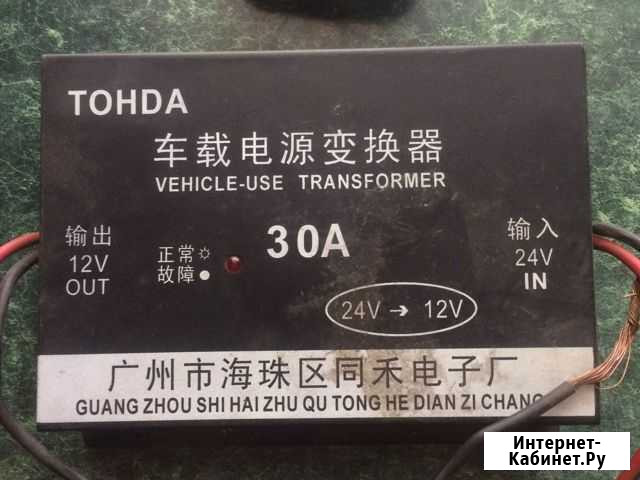 TOHDA
车载电源变换器
VEHICLE-USE TRANSFORMER
30A
输出
12V
OUT
正常☼
故障●
输入
24V
IN
24V → 12V
广州市海珠区同禾电子厂
GUANG ZHOU SHI HAI ZHU QU TONG HE DIAN ZI CHANG
Интернет-
Кабинет.Ру